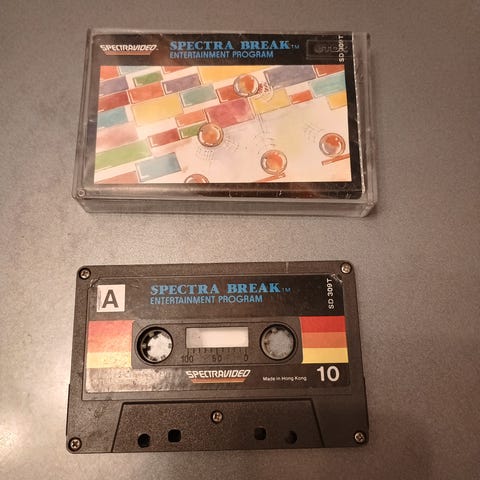 SPECTRAVIDEO
SPECTRA BREAK™
ENTERTAINMENT PROGRAM
SD 309T
A
SPECTRA BREAK™
ENTERTAINMENT PROGRAM
SD 309T
100 50 0
SPECTRAVIDEO
Made in Hong Kong
10